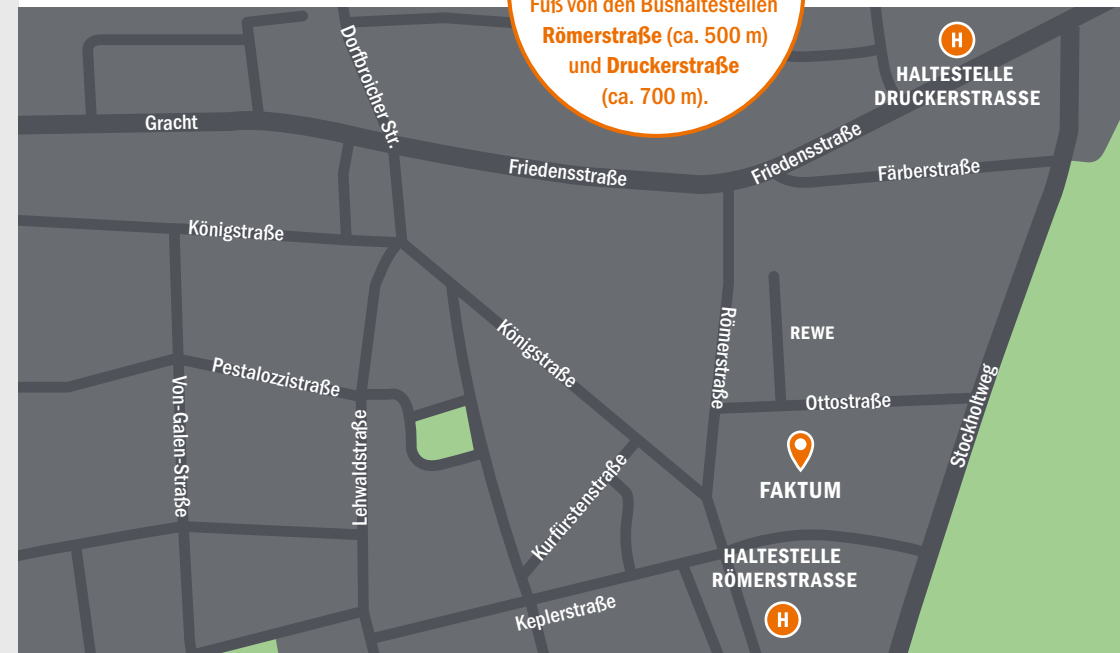 Fuß von den Bushaltestellen
Römerstraße (ca. 500 m)
und Druckerstraße
(ca. 700 m).
H
HALTESTELLE
DRUCKERSTRASSE
Dorfbroicher Str.
Gracht
Friedensstraße
Friedensstraße
Färberstraße
Königstraße
Königstraße
Römerstraße
REWE
Pestalozzistraße
Von-Galen-Straße
Lehwaldstraße
Ottostraße
Stockholtweg
FAKTUM
Kurfürstenstraße
HALTESTELLE
RÖMERSTRASSE
H
Keplerstraße